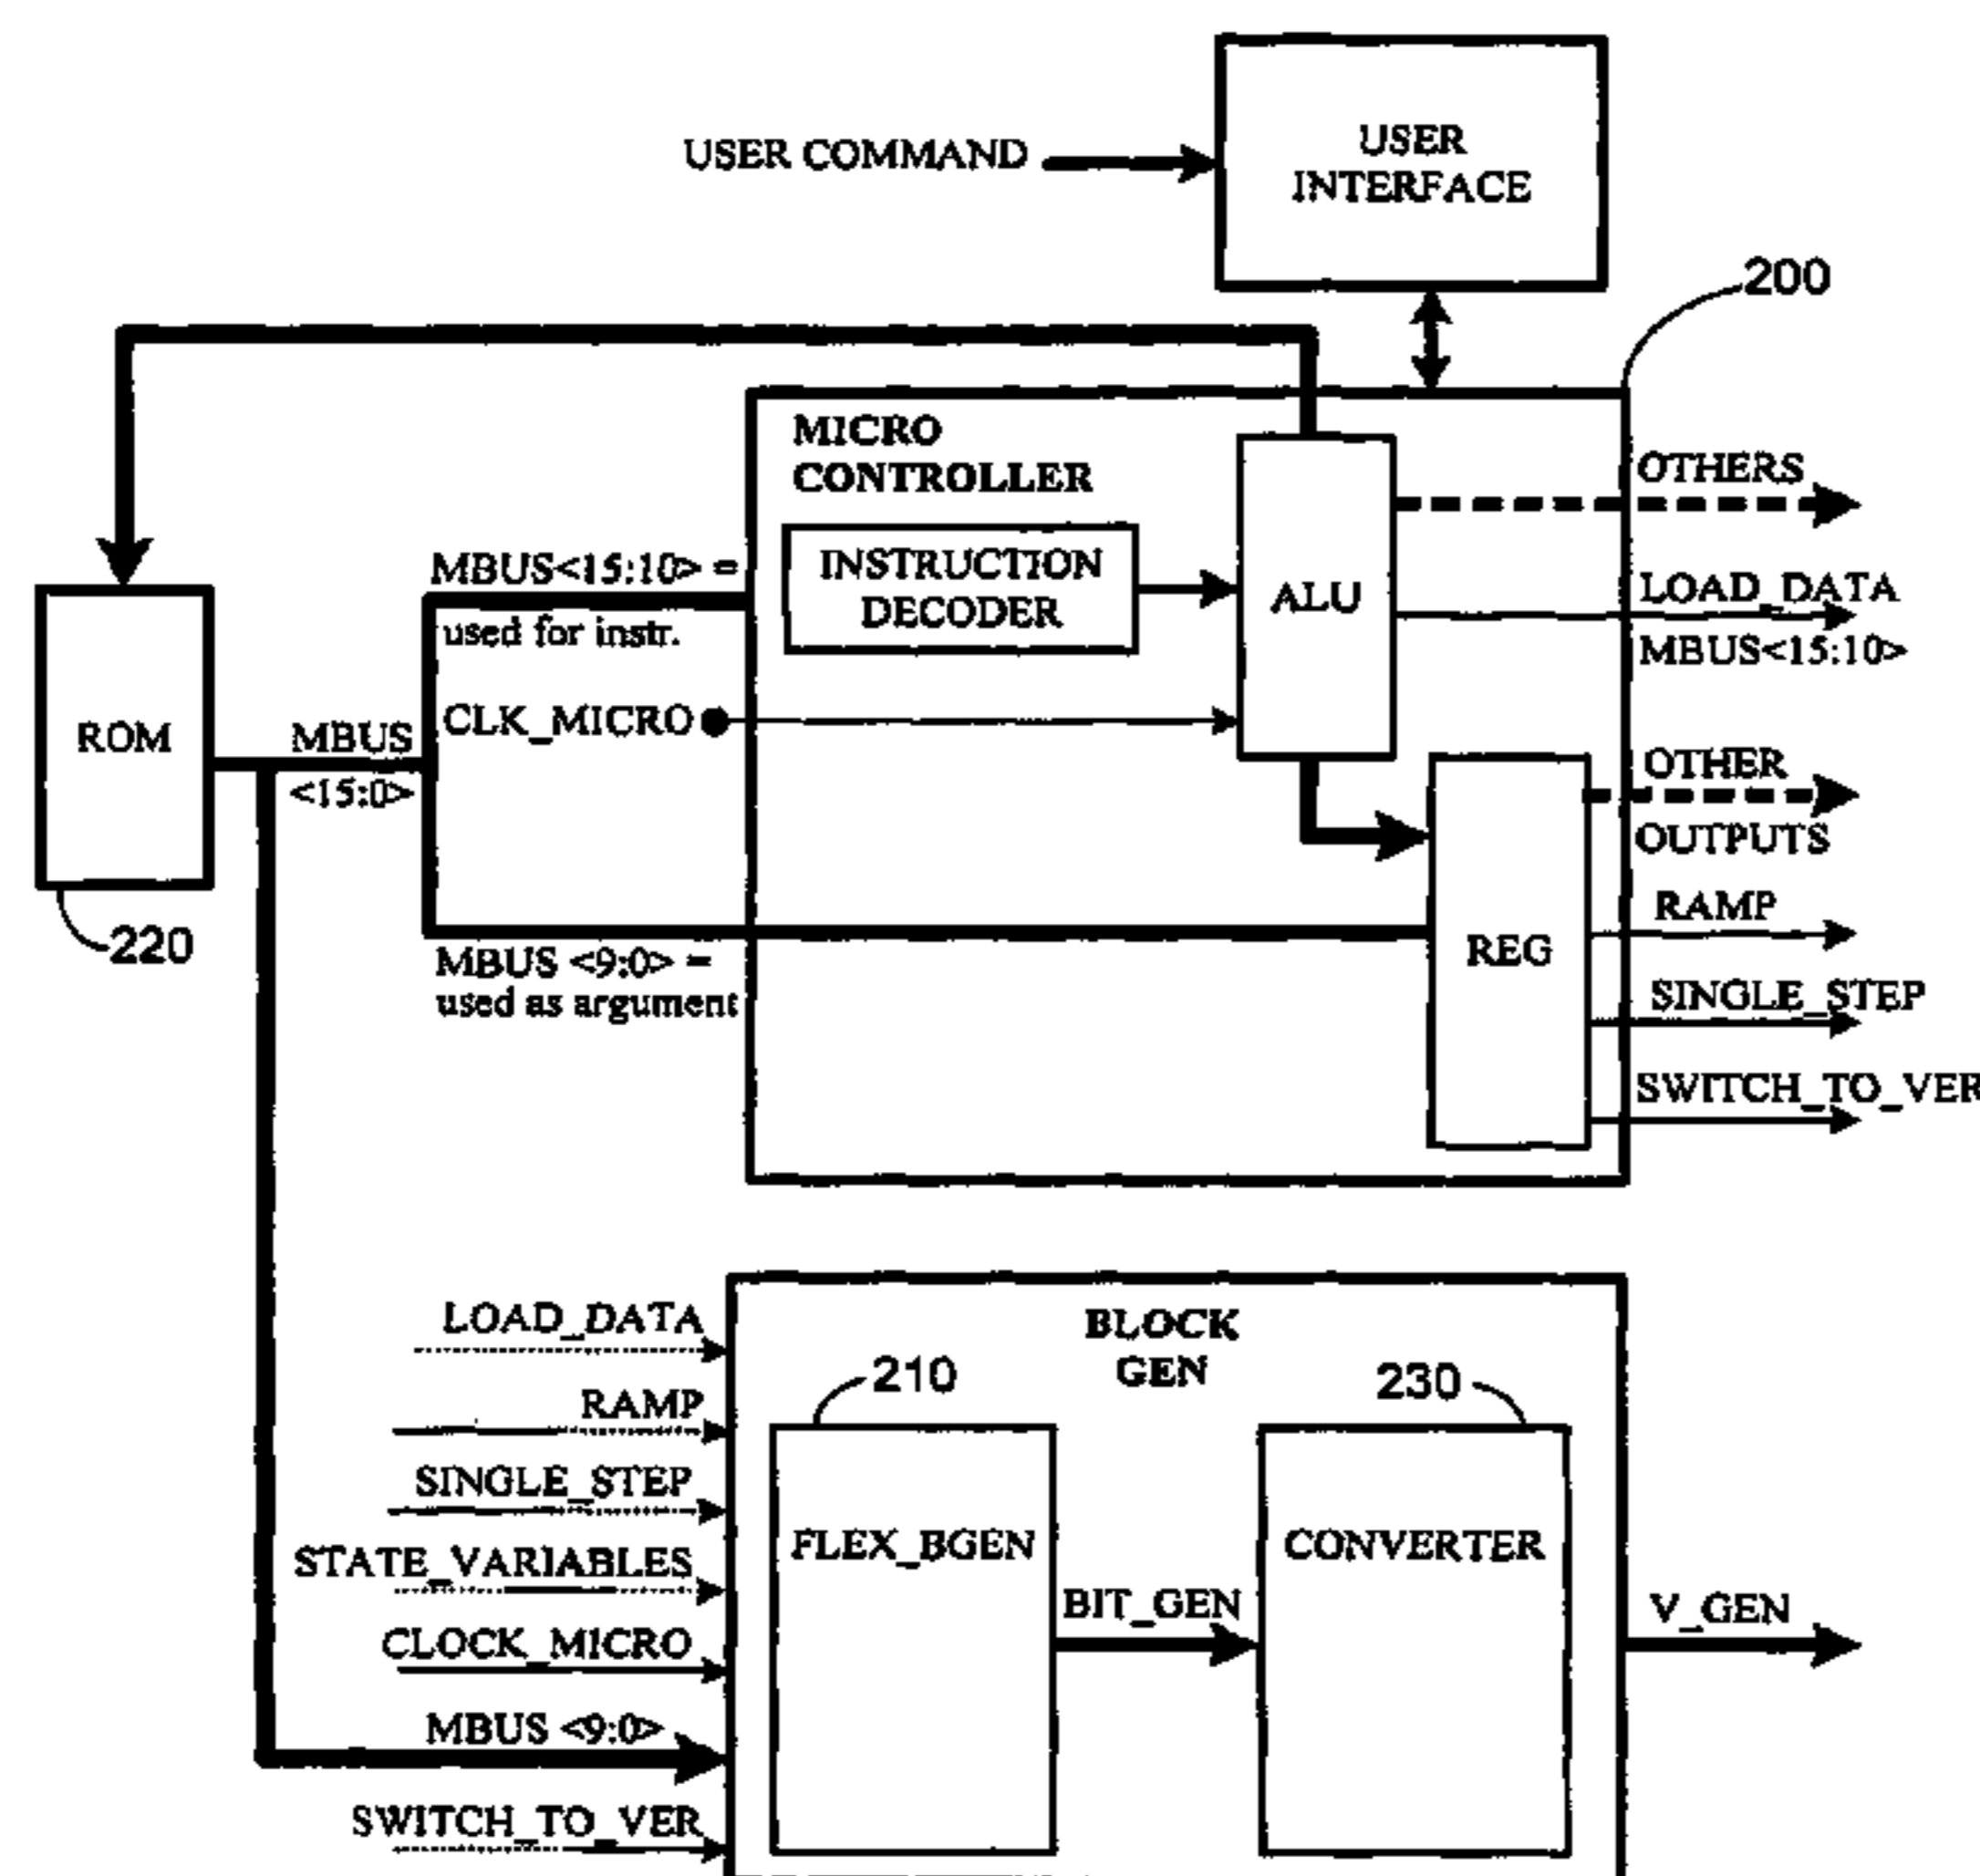 USER COMMAND
USER
INTERFACE
200
MICRO
CONTROLLER
INSTRUCTION
DECODER
ALU
OTHERS
LOAD_DATA
MBUS<15:10>
MBUS<15:10> =
used for instr.
CLK_MICRO
ROM
MBUS
<15:0>
220
MBUS <9:0> =
used as argument
REG
OTHER
OUTPUTS
RAMP
SINGLE_STEP
SWITCH_TO_VER
BLOCK
GEN
LOAD_DATA
RAMP
SINGLE_STEP
STATE_VARIABLES
CLOCK_MICRO
MBUS <9:0>
SWITCH_TO_VER
210
FLEX_BGEN
BIT_GEN
230
CONVERTER
V_GEN